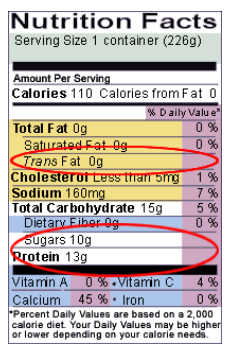 Nutrition Facts
Serving Size 1 container (226g)
Amount Per Serving
Calories 110 Calories from Fat 0
% Daily Value*
Total Fat 0g 0 %
Saturated Fat 0g 0 %
Trans Fat 0g
Cholesterol Less than 5mg 1 %
Sodium 160mg 7 %
Total Carbohydrate 15g 5 %
Dietary Fiber 0g 0 %
Sugars 10g
Protein 13g
Vitamin A 0 % • Vitamin C 4 %
Calcium 45 % • Iron 0 %
*Percent Daily Values are based on a 2,000
calorie diet. Your Daily Values may be higher
or lower depending on your calorie needs.